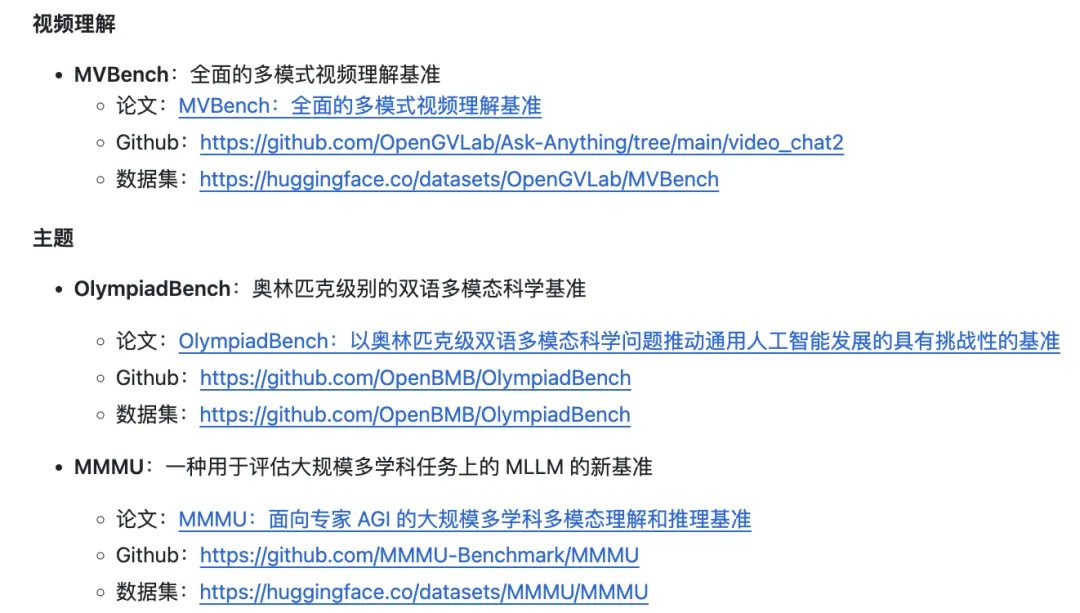 视频理解
• MVBench：全面的多模式视频理解基准
○ 论文：MVBench：全面的多模式视频理解基准
○ Github：https://github.com/OpenGVLab/Ask-Anything/tree/main/video_chat2
○ 数据集：https://huggingface.co/datasets/OpenGVLab/MVBench
主题
• OlympiadBench：奥林匹克级别的双语多模态科学基准
○ 论文：OlympiadBench：以奥林匹克级双语多模态科学问题推动通用人工智能发展的具有挑战性的基准
○ Github：https://github.com/OpenBMB/OlympiadBench
○ 数据集：https://github.com/OpenBMB/OlympiadBench
• MMMU：一种用于评估大规模多学科任务上的 MLLM 的新基准
○ 论文：MMMU：面向专家 AGI 的大规模多学科多模态理解和推理基准
○ Github：https://github.com/MMMU-Benchmark/MMMU
○ 数据集：https://huggingface.co/datasets/MMMU/MMMU